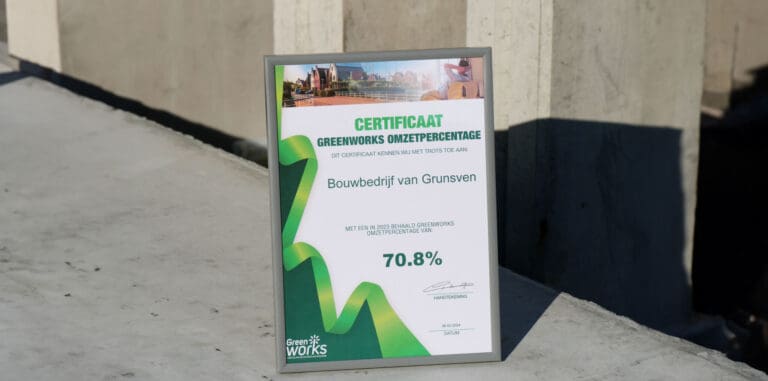 CERTIFICAAT
GREENWORKS OMZETPERCENTAGE
DIT CERTIFICAAT KENNEN WIJ MET TROTS TOE AAN:
Bouwbedrijf van Grunsven
MET EEN IN 2023 BEHAALD GREENWORKS
OMZETPERCENTAGE VAN:
70.8%
HANDTEKENING
DATUM
Green
works